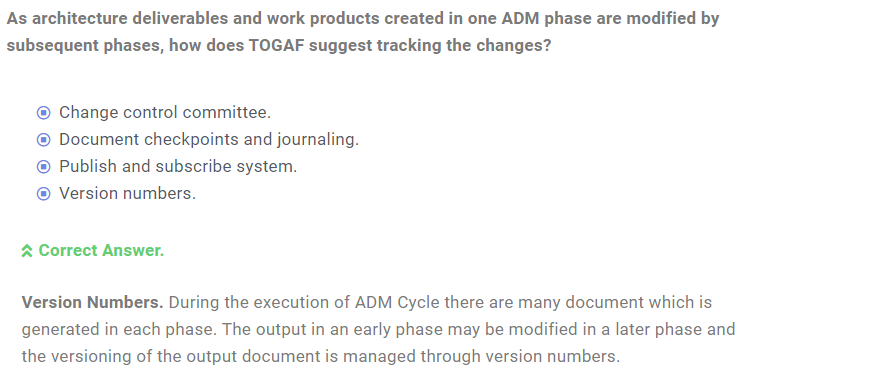 As architecture deliverables and work products created in one ADM phase are modified by
subsequent phases, how does TOGAF suggest tracking the changes?
Change control committee.
Document checkpoints and journaling.
Publish and subscribe system.
Version numbers.
Correct Answer.
Version Numbers. During the execution of ADM Cycle there are many document which is
generated in each phase. The output in an early phase may be modified in a later phase and
the versioning of the output document is managed through version numbers.